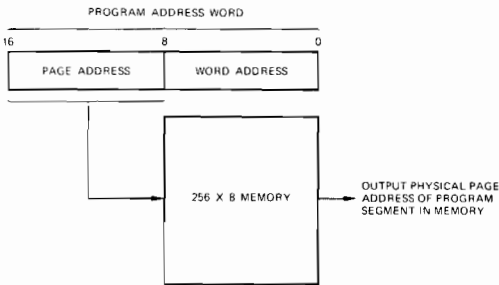 PROGRAM ADDRESS WORD
16 8 0
PAGE ADDRESS WORD ADDRESS
256 X 8 MEMORY
OUTPUT PHYSICAL PAGE
ADDRESS OF PROGRAM
SEGMENT IN MEMORY